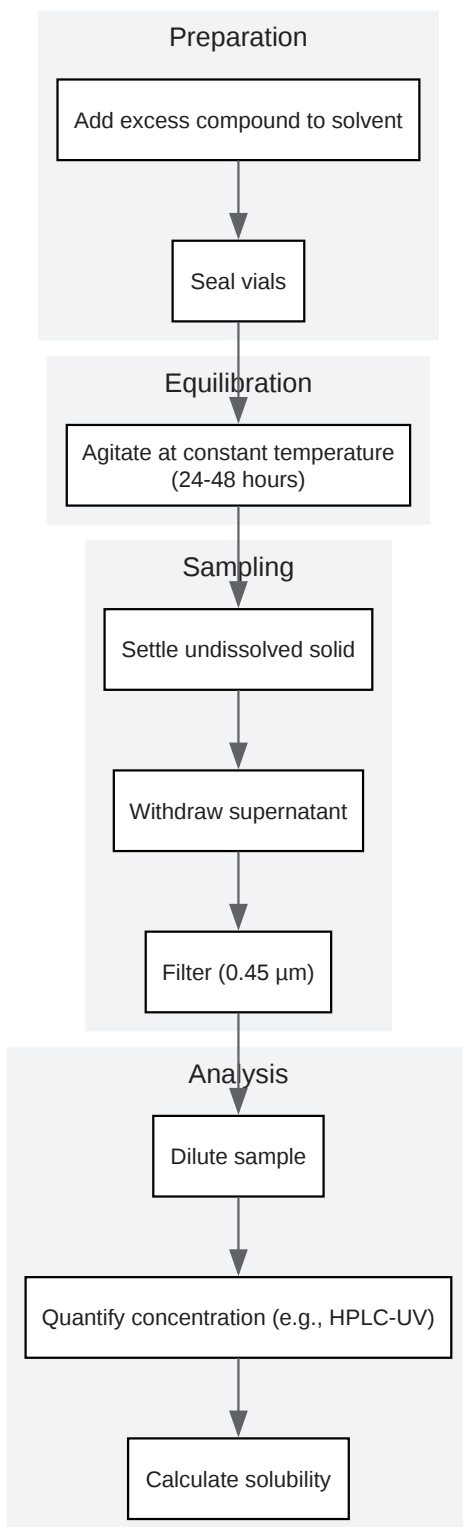 Preparation
Add excess compound to solvent
Seal vials
Equilibration
Agitate at constant temperature
(24-48 hours)
Sampling
Settle undissolved solid
Withdraw supernatant
Filter (0.45 µm)
Analysis
Dilute sample
Quantify concentration (e.g., HPLC-UV)
Calculate solubility